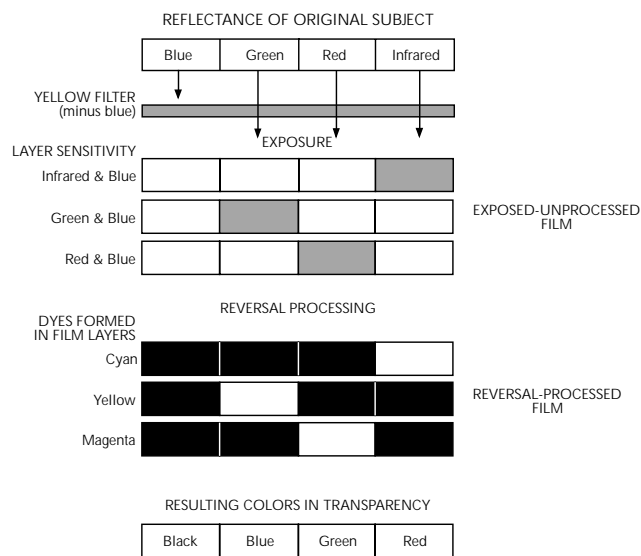 REFLECTANCE OF ORIGINAL SUBJECT
Blue Green Red Infrared
YELLOW FILTER
(minus blue)
EXPOSURE
LAYER SENSITIVITY
Infrared & Blue
Green & Blue
Red & Blue
EXPOSED-UNPROCESSED
FILM
REVERSAL PROCESSING
DYES FORMED
IN FILM LAYERS
Cyan
Yellow
Magenta
REVERSAL-PROCESSED
FILM
RESULTING COLORS IN TRANSPARENCY
Black Blue Green Red